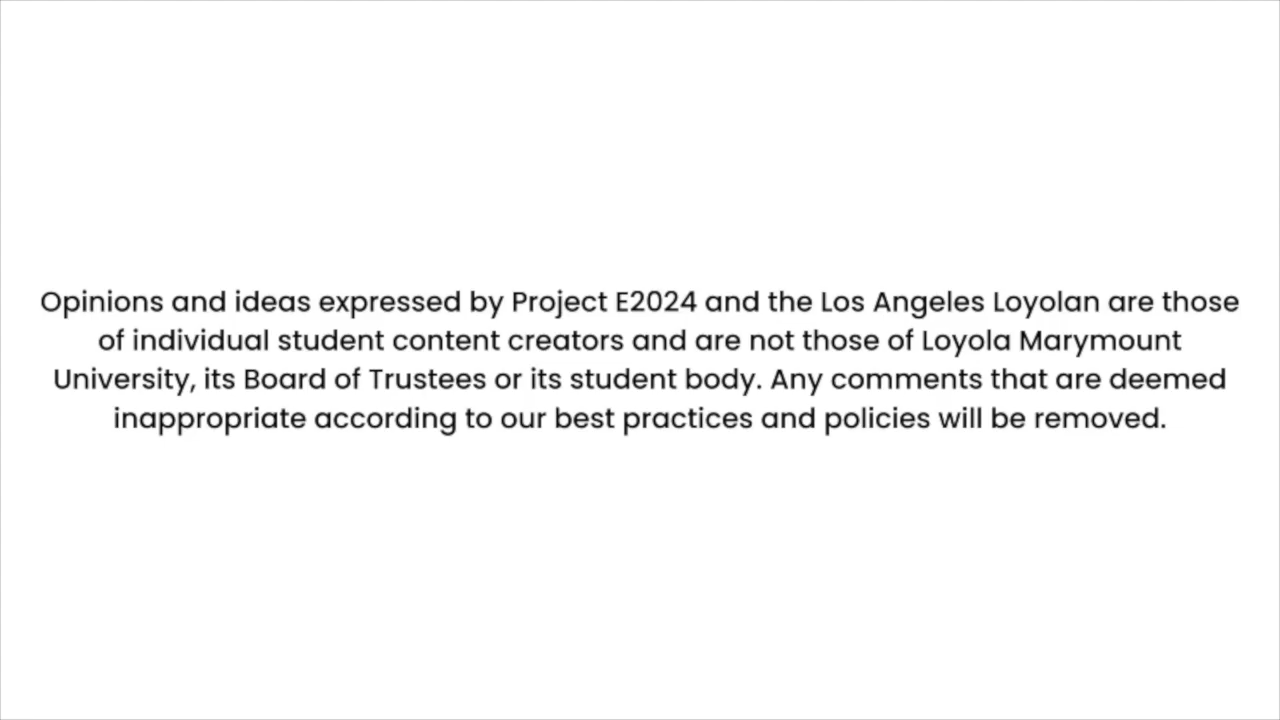 Opinions and ideas expressed by Project E2024 and the Los Angeles Loyolan are those
of individual student content creators and are not those of Loyola Marymount
University, its Board of Trustees or its student body. Any comments that are deemed
inappropriate according to our best practices and policies will be removed.